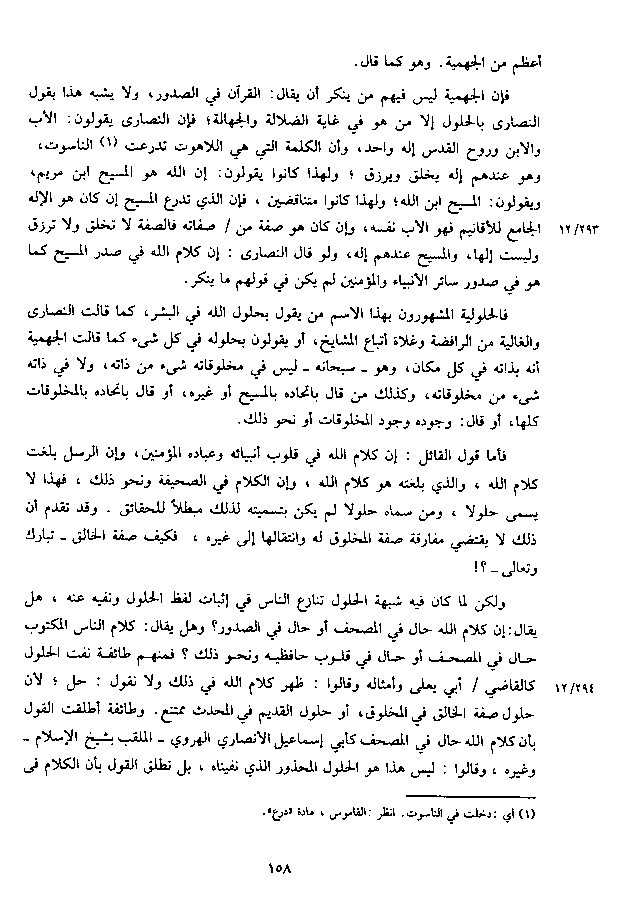 أعظم من الجهمية. وهو كما قال.
فإن الجهمية ليس فيهم من ينكر أن يقال: القرآن في الصدور، ولا يشبه هذا بقول
النصارى بالحلول إلا من هو في غاية الضلالة والجهالة؛ فإن النصارى يقولون: الأب
والابن وروح القدس إله واحد، وأن الكلمة التي هي اللاهوت تدرعت (١) الناسوت،
وهو عندهم إله يخلق ويرزق ؛ ولهذا كانوا يقولون: إن الله هو المسيح ابن مريم،
ويقولون: المسيح ابن الله؛ ولهذا كانوا متناقضين ، فإن الذي تدرع المسيح إن كان هو الإله
١٢/٢٩٣ الجامع للأقانيم فهو الأب نفسه، وإن كان هو صفة من / صفاته فالصفة لا تخلق ولا ترزق
وليست إلها، والمسيح عندهم إله، ولو قال النصارى : إن كلام الله في صدر المسيح كما
هو في صدور سائر الأنبياء والمؤمنين لم يكن في قولهم ما ينكر.
فالحلولية المشهورون بهذا الاسم من يقول بحلول الله في البشر، كما قالت النصارى
والغالية من الرافضة وغلاة أتباع المشايخ، أو يقولون بحلوله في كل شىء كما قالت الجهمية
أنه بذاته في كل مكان، وهو ـ سبحانه ـ ليس في مخلوقاته شىء من ذاته، ولا في ذاته
شىء من مخلوقاته، وكذلك من قال باتحاده بالمسيح أو غيره، أو قال باتحاده بالمخلوقات
كلها، أو قال: وجوده وجود المخلوقات أو نحو ذلك.
فأما قول القائل : إن كلام الله في قلوب أنبيائه وعباده المؤمنين، وإن الرسل بلغت
كلام الله ، والذي بلغته هو كلام الله ، وإن الكلام في الصحيفة ونحو ذلك ، فهذا لا
يسمى حلولا ، ومن سماه حلولا لم يكن بتسميته لذلك مبطلاً للحقائق . وقد تقدم أن
ذلك لا يقتضي مفارقة صفة المخلوق له وانتقالها إلى غيره ، فكيف صفة الخالق ـ تبارك
وتعالى ـ ؟!
ولكن لما كان فيه شبهة الحلول تنازع الناس في إثبات لفظ الحلول ونفيه عنه ، هل
يقال: إن كلام الله حال في المصحف أو حال في الصدور؟ وهل يقال: كلام الناس المكتوب
حـال في المصحف أو حـال في قلوب حافظيـه ونحـو ذلك ؟ فمنهـم طائفـة نفت الحلول
١٢/٢٩٤ كالقاضي / أبي يعلى وأمثاله وقالوا : ظهر كلام الله في ذلك ولا نقول : حل ؛ لأن
حلول صفة الخالق في المخلوق، أو حلول القديم في المحدث ممتنع. وطائفة أطلقت القول
بأن كلام الله حال في المصحف كأبي إسماعيل الأنصاري الهروي ـ الملقب بشيخ الإسلام ـ
وغيره ، وقالوا : ليس هذا هو الحلول المحذور الذي نفيناه ، بل نطلق القول بأن الكلام فى
(١) أي : دخلت في الناسوت. انظر :القاموس ، مادة «درع».
١٥٨